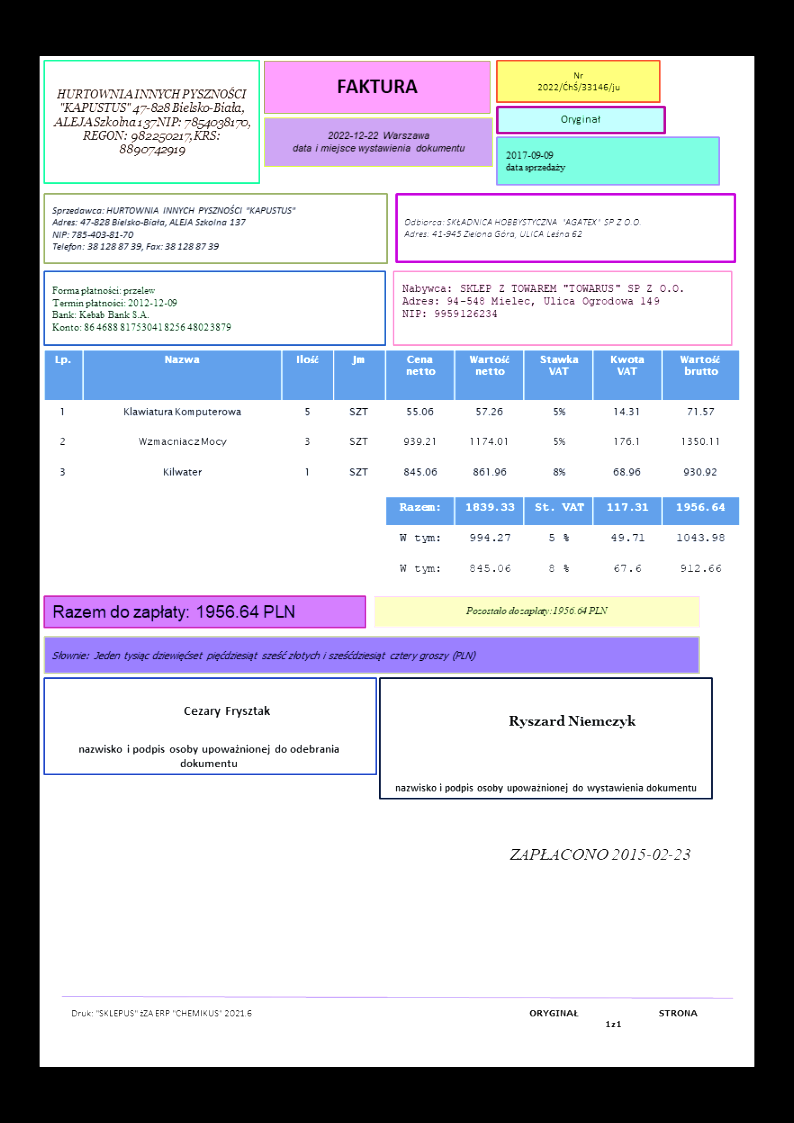 HURTOWNIA INNYCH PYSZNOŚCI
"KAPUSTUS" 47-828 Bielsko-Biała,
ALEJA Szkolna 137 NIP: 7854038170,
REGON: 982250217, KRS:
8890742919
FAKTURA
2022-12-22 Warszawa
data i miejsce wystawienia dokumentu
Nr
2022/ĆhŚ/33146/ju
Oryginał
2017-09-09
data sprzedaży
Sprzedawca: HURTOWNIA INNYCH PYSZNOŚCI "KAPUSTUS"
Adres: 47-828 Bielsko-Biała, ALEJA Szkolna 137
NIP: 785-403-81-70
Telefon: 38 128 87 39, Fax: 38 128 87 39
Odbiorca: SKŁADNICA HOBBYSTYCZNA "AGATEX" SP Z O.O.
Adres: 41-945 Zielona Góra, ULICA Leśna 62
Forma płatności: przelew
Termin płatności: 2012-12-09
Bank: Kebab Bank S.A.
Konto: 86 4688 8175 3041 8256 4802 3879
Nabywca: SKLEP Z TOWAREM "TOWARUS" SP Z O.O.
Adres: 94-548 Mielec, Ulica Ogrodowa 149
NIP: 9959126234
Lp. Nazwa Ilość Jm Cena netto Wartość netto Stawka VAT Kwota VAT Wartość brutto
1 Klawiatura Komputerowa 5 SZT 55.06 57.26 5% 14.31 71.57
2 Wzmacniacz Mocy 3 SZT 939.21 1174.01 5% 176.1 1350.11
3 Kilwater 1 SZT 845.06 861.96 8% 68.96 930.92
Razem: 1839.33 St. VAT 117.31 1956.64
W tym: 994.27 5 % 49.71 1043.98
W tym: 845.06 8 % 67.6 912.66
Razem do zapłaty: 1956.64 PLN
Pozostało do zapłaty: 1956.64 PLN
Słownie: Jeden tysiąc dziewięćset pięćdziesiąt sześć złotych i sześćdziesiąt cztery groszy (PLN)
Cezary Frysztak
nazwisko i podpis osoby upoważnionej do odebrania
dokumentu
Ryszard Niemczyk
nazwisko i podpis osoby upoważnionej do wystawienia dokumentu
ZAPŁACONO 2015-02-23
Druk: "SKLEPUS" żZA ERP "CHEMIKUS" 2021.6
ORYGINAŁ STRONA
1 z 1